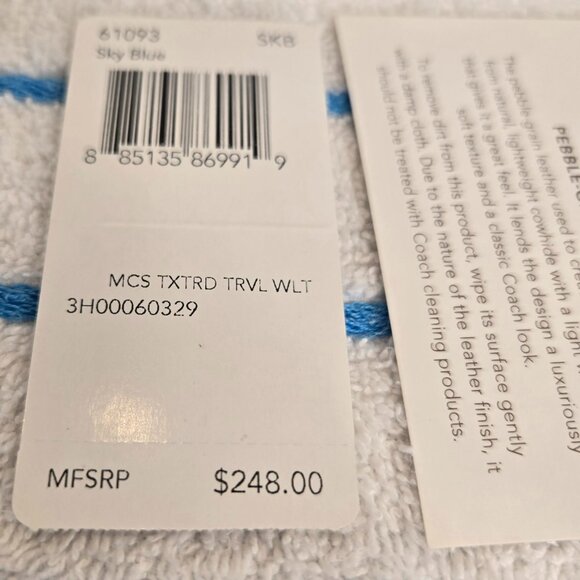 61093 SKB
Sky Blue
8 85135 86991 9
MCS TXTRD TRVL WLT
3H00060329
MFSRP $248.00
PEBBLE
The pebble grain leather used to
from natural, lightweight cowhide with a light
that gives it a great feel. It lends the design a luxuriously
soft texture and a classic Coach look.
To remove dirt from this product, wipe its surface gently
with a damp cloth. Due to the nature of the leather finish, it
should not be treated with Coach cleaning products.